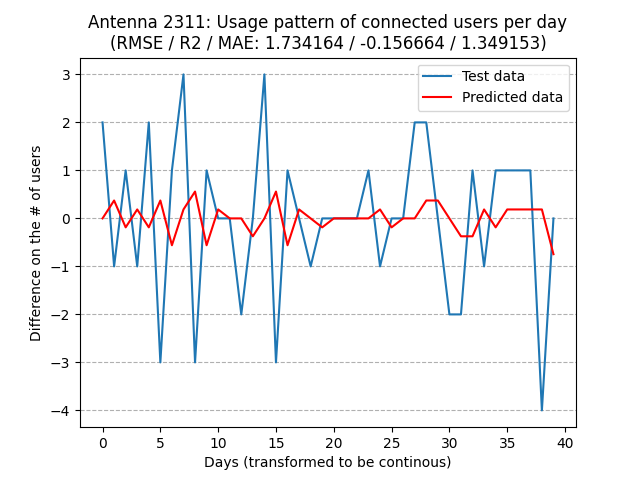 Antenna 2311: Usage pattern of connected users per day
(RMSE / R2 / MAE: 1.734164 / -0.156664 / 1.349153)
Test data
Predicted data
3
2
1
0
−1
−2
−3
−4
Difference on the # of users
0 5 10 15 20 25 30 35 40
Days (transformed to be continous)